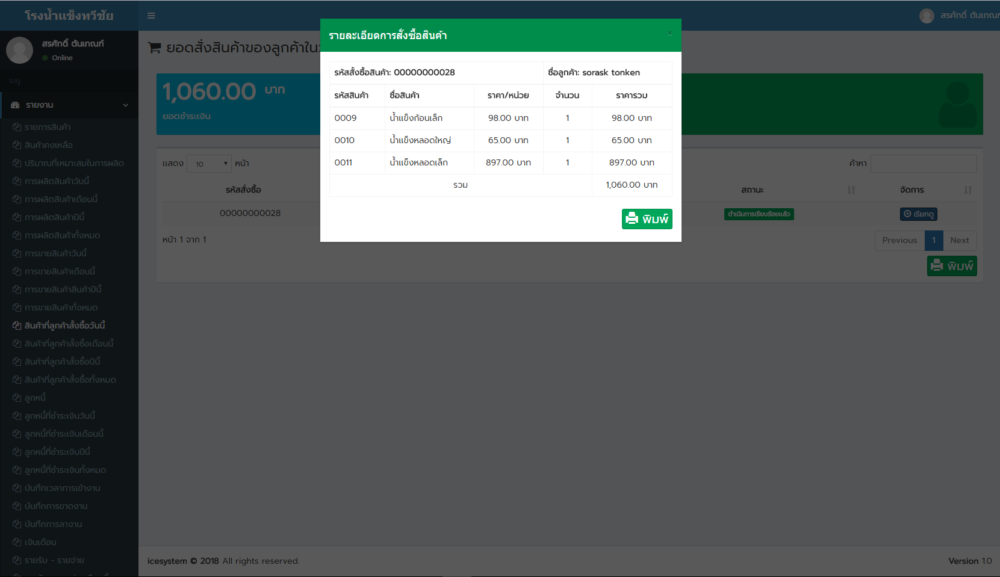 โรงน้ำแข็งทวีชัย
สรศักดิ์ ตันเกณฑ์
สรศักดิ์ ตันเกณฑ์
Online
เมนู
รายงาน
รายการสินค้า
สินค้าคงเหลือ
ปริมาณที่เหมาะสมในการผลิต
การผลิตสินค้าวันนี้
การผลิตสินค้าเดือนนี้
การผลิตสินค้าปีนี้
การผลิตสินค้าทั้งหมด
การขายสินค้าวันนี้
การขายสินค้าเดือนนี้
การขายสินค้าสินค้าปีนี้
การขายสินค้าทั้งหมด
สินค้าที่ลูกค้าสั้งซื้อวันนี้
สินค้าที่ลูกค้าสั้งซื้อเดือนนี้
สินค้าที่ลูกค้าสั้งซื้อปีนี้
สินค้าที่ลูกค้าสั้งซื้อทั้งหมด
ลูกหนี้
ลูกหนี้ที่ชำระเงินวันนี้
ลูกหนี้ที่ชำระเงินเดือนนี้
ลูกหนี้ที่ชำระเงินปีนี้
ลูกหนี้ที่ชำระเงินทั้งหมด
บันทึกเวลาการเข้างาน
บันทึกการขาดงาน
บันทึกการลางาน
เงินเดือน
รายรับ - รายจ่าย
ยอดสั่งสินค้าของลูกค้าใน
1,060.00 บาท
ยอดชำระเงิน
แสดง 10 หน้า
ค้าหา
รหัสสั่งซื้อ สถานะ จัดการ
00000000028 ดำเนินการเรียบร้อยแล้ว เรียกดู
หน้า 1 จาก 1
Previous 1 Next
พิมพ์
รายละเอียดการสั่งซื้อสินค้า
×
รหัสสั้งซื้อสินค้า: 00000000028 ชื่อลูกค้า: sorask tonken
รหัสสินค้า ชื่อสินค้า ราคา/หน่วย จำนวน ราคารวม
0009 น้ำแข็งก้อนเล็ก 98.00 บาท 1 98.00 บาท
0010 น้ำแข็งหลอดใหญ่ 65.00 บาท 1 65.00 บาท
0011 น้ำแข็งหลอดเล็ก 897.00 บาท 1 897.00 บาท
รวม 1,060.00 บาท
พิมพ์
icesystem © 2018 All rights reserved.
Version 1.0